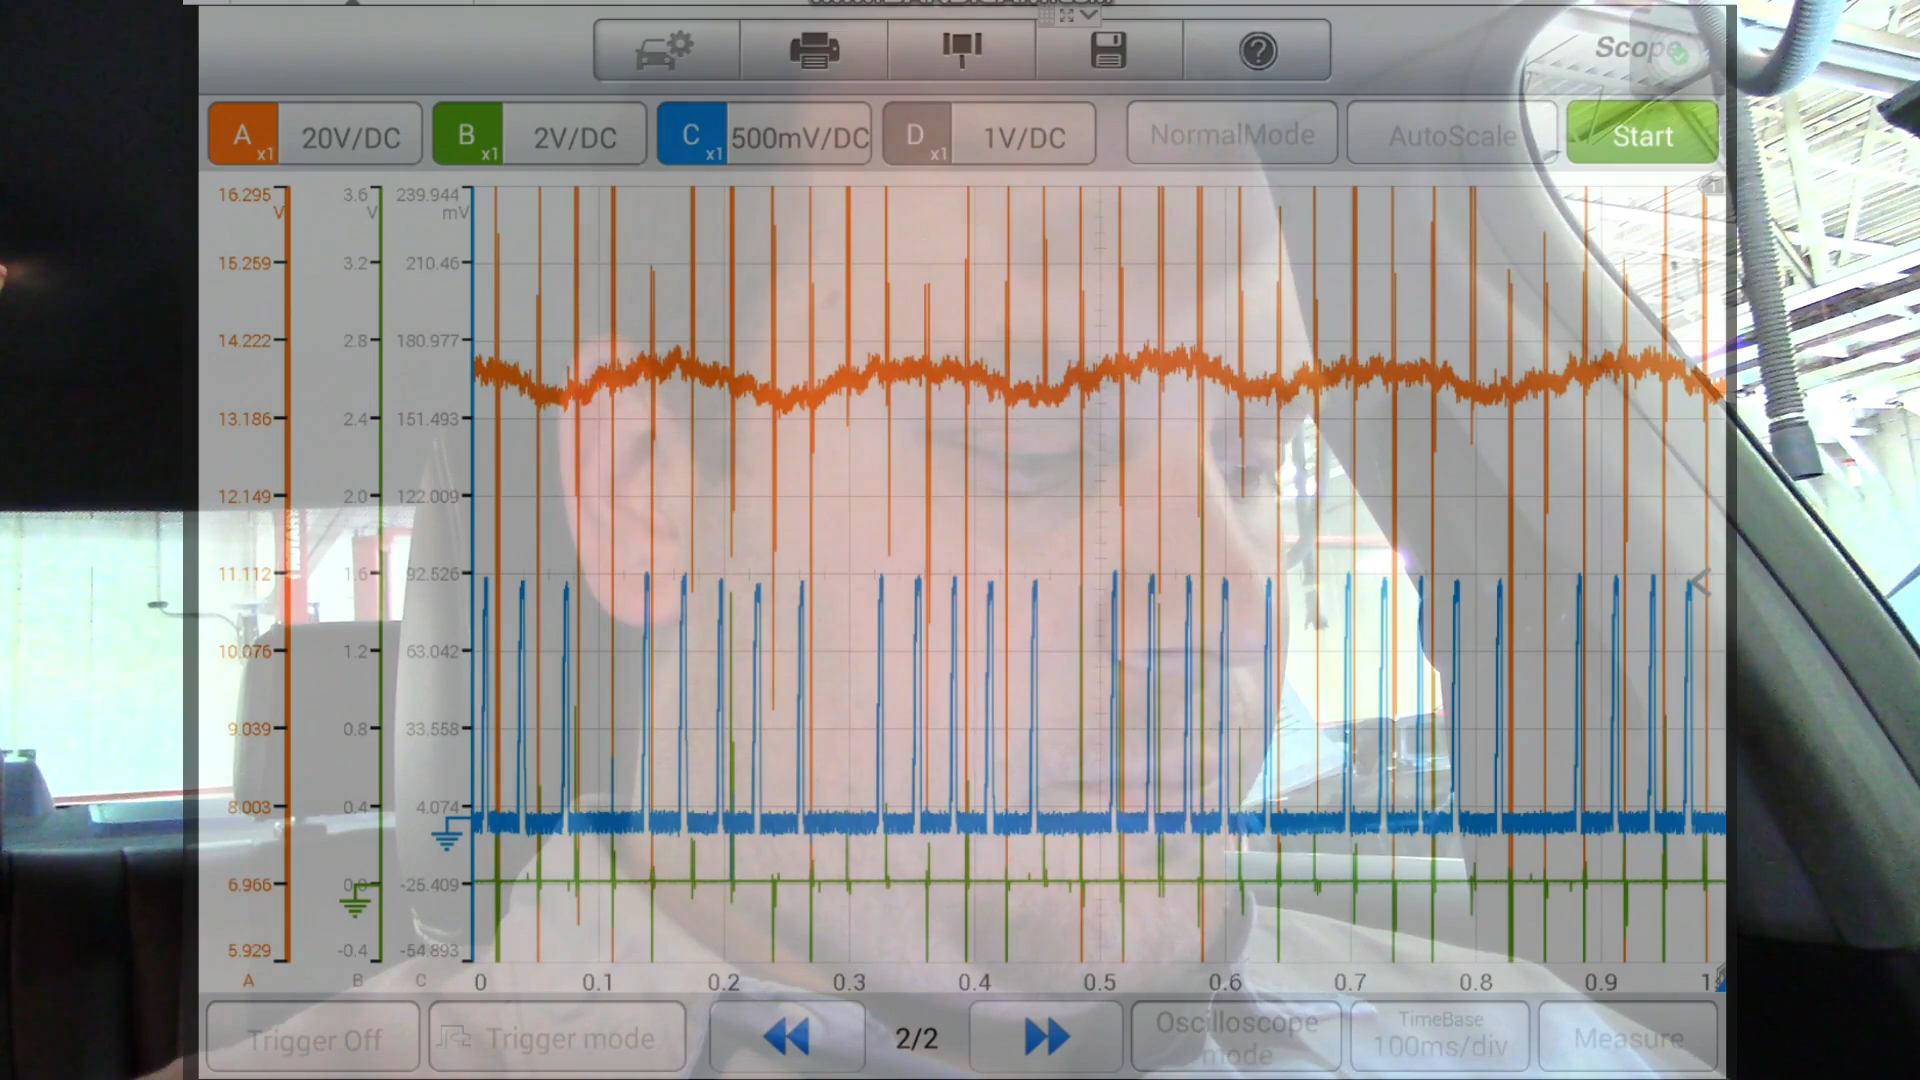 Scope
A x1 20V/DC
B x1 2V/DC
C x1 500mV/DC
D x1 1V/DC
NormalMode
AutoScale
Start
16.295 3.6 239.944
V V mV
15.259 3.2 210.46
14.222 2.8 180.977
13.186 2.4 151.493
12.149 2.0 122.009
11.112 1.6 92.526
10.076 1.2 63.042
9.039 0.8 33.558
8.003 0.4 4.074
6.966 0.0 -25.409
5.929 -0.4 -54.893
A B C 0 0.1 0.2 0.3 0.4 0.5 0.6 0.7 0.8 0.9 1
Trigger Off
Trigger mode
2/2
Oscilloscope
mode
TimeBase
100ms/div
Measure